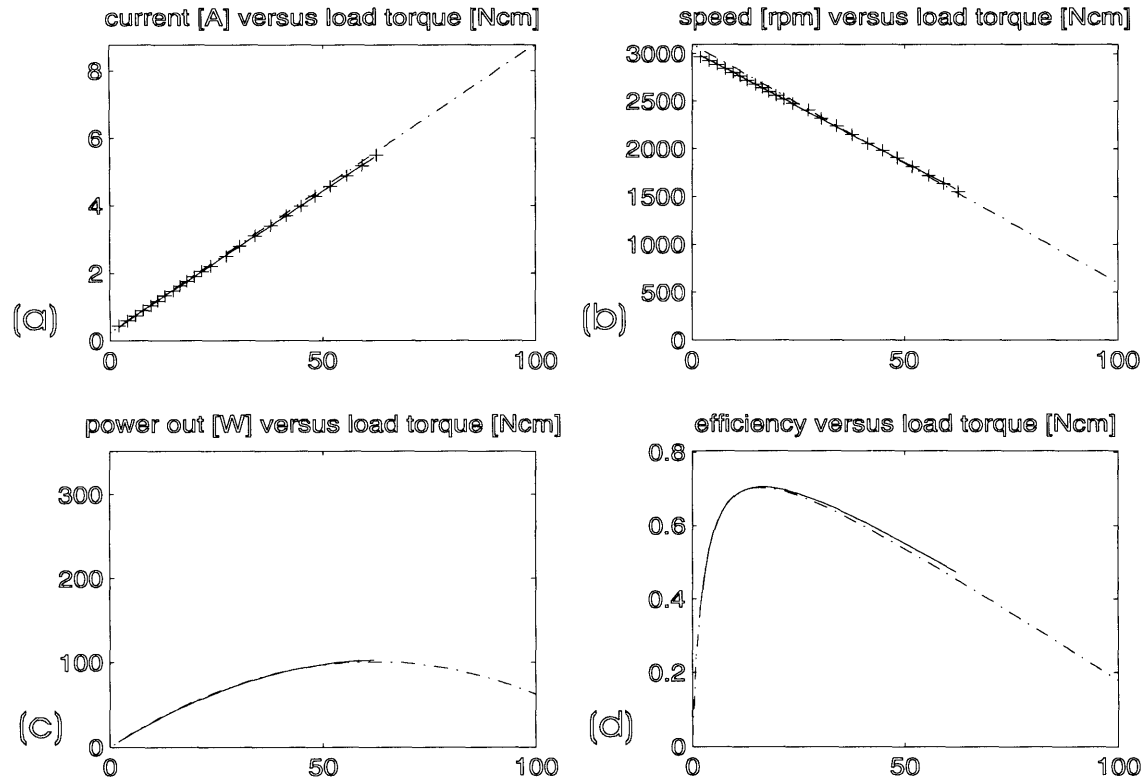 current [A] versus load torque [Ncm]
8
6
4
2
0
0 50 100
(a)
speed [rpm] versus load torque [Ncm]
3000
2500
2000
1500
1000
500
0
0 50 100
(b)
power out [W] versus load torque [Ncm]
300
200
100
0
0 50 100
(c)
efficiency versus load torque [Ncm]
0.8
0.6
0.4
0.2
0
0 50 100
(d)